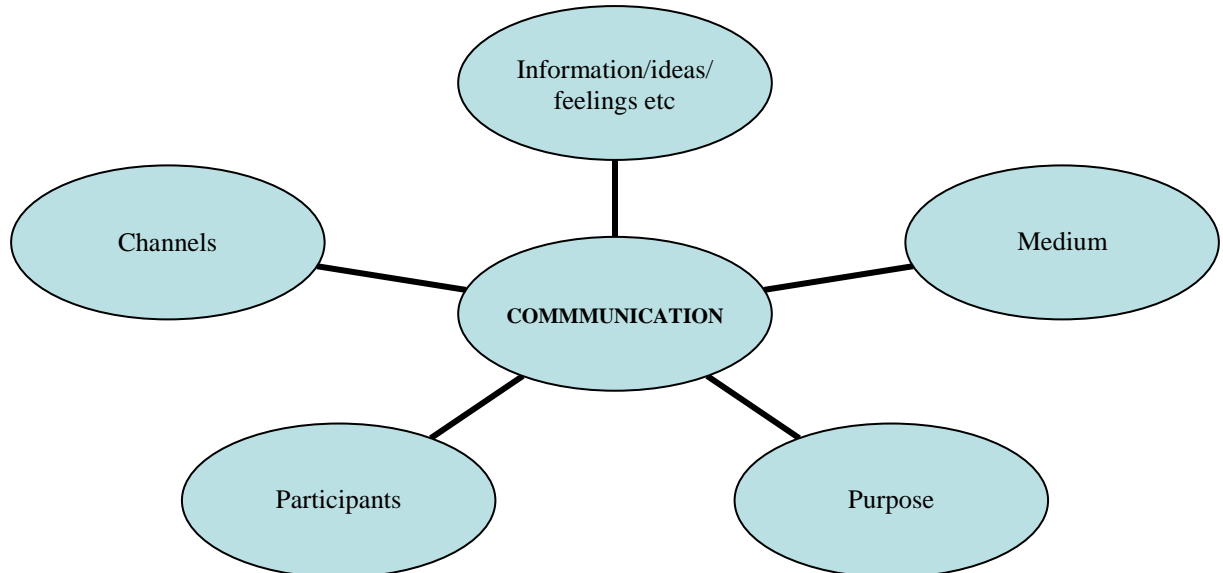 Information/ideas/
feelings etc
Channels
Medium
COMMMUNICATION
Participants
Purpose